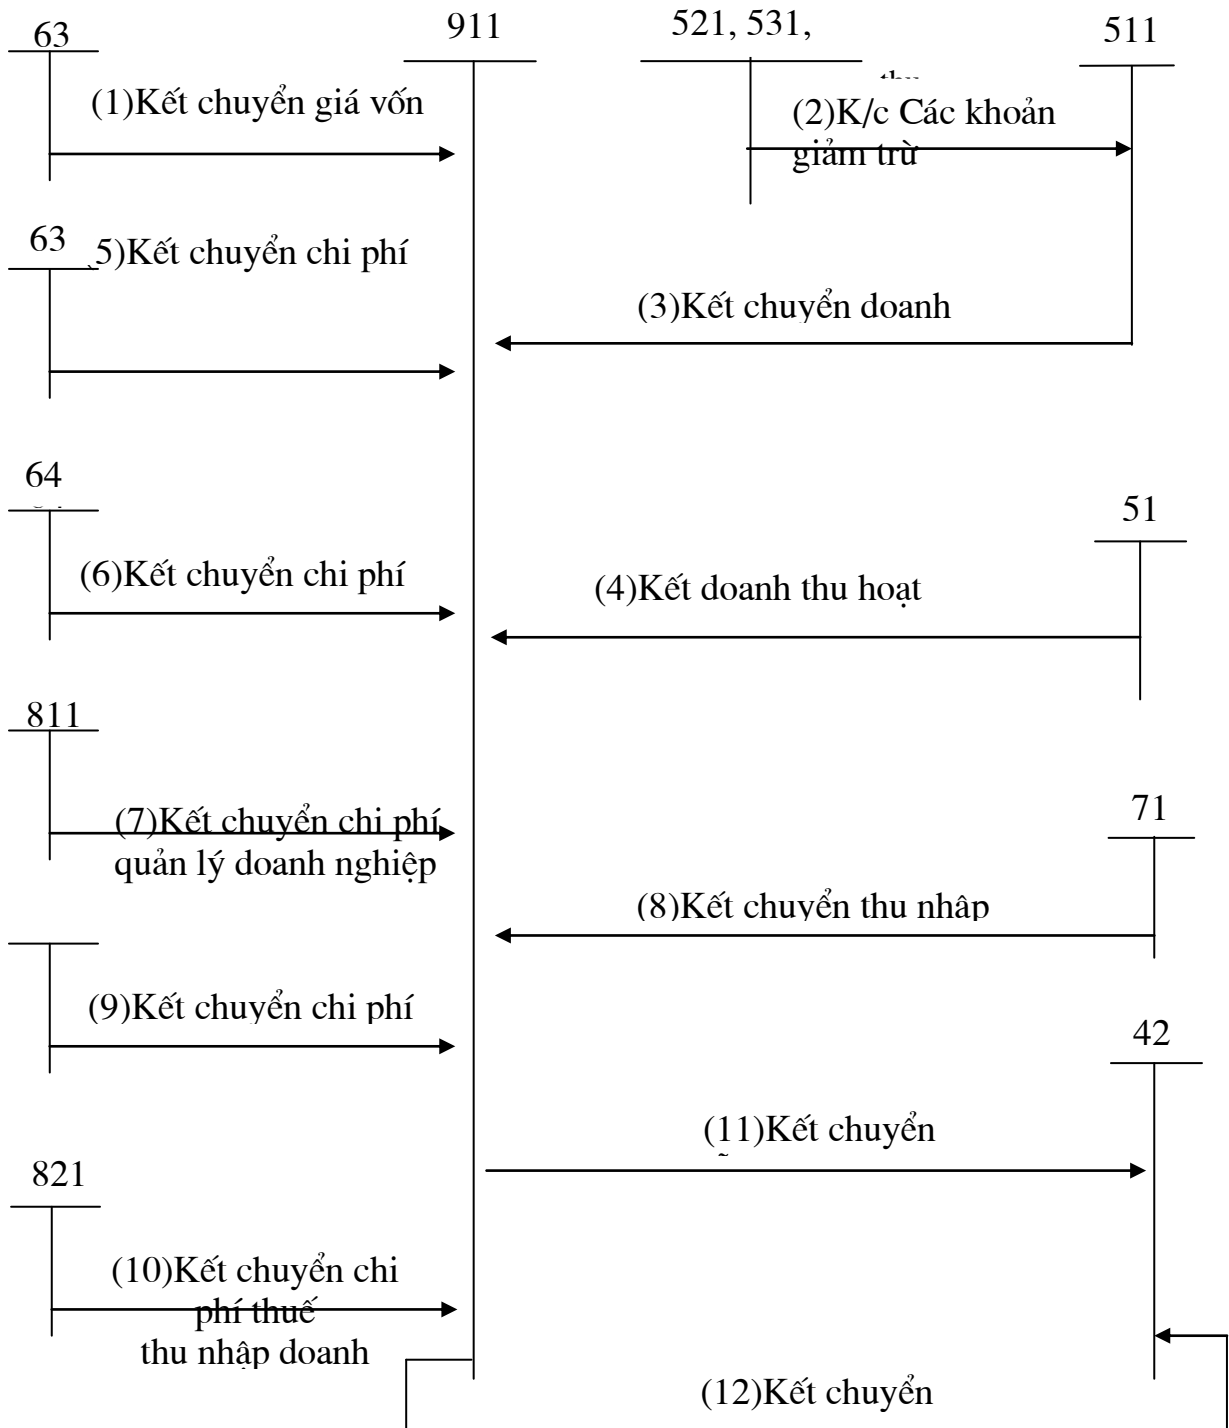 63
911
521, 531,
511
(1)Kết chuyển giá vốn
(2)K/c Các khoản
giảm trừ
63
5)Kết chuyển chi phí
(3)Kết chuyển doanh
64
51
(6)Kết chuyển chi phí
(4)Kết doanh thu hoạt
811
71
(7)Kết chuyển chi phí
quản lý doanh nghiệp
(8)Kết chuyển thu nhập
(9)Kết chuyển chi phí
42
(11)Kết chuyển
821
(10)Kết chuyển chi
phí thuế
thu nhập doanh
(12)Kết chuyển